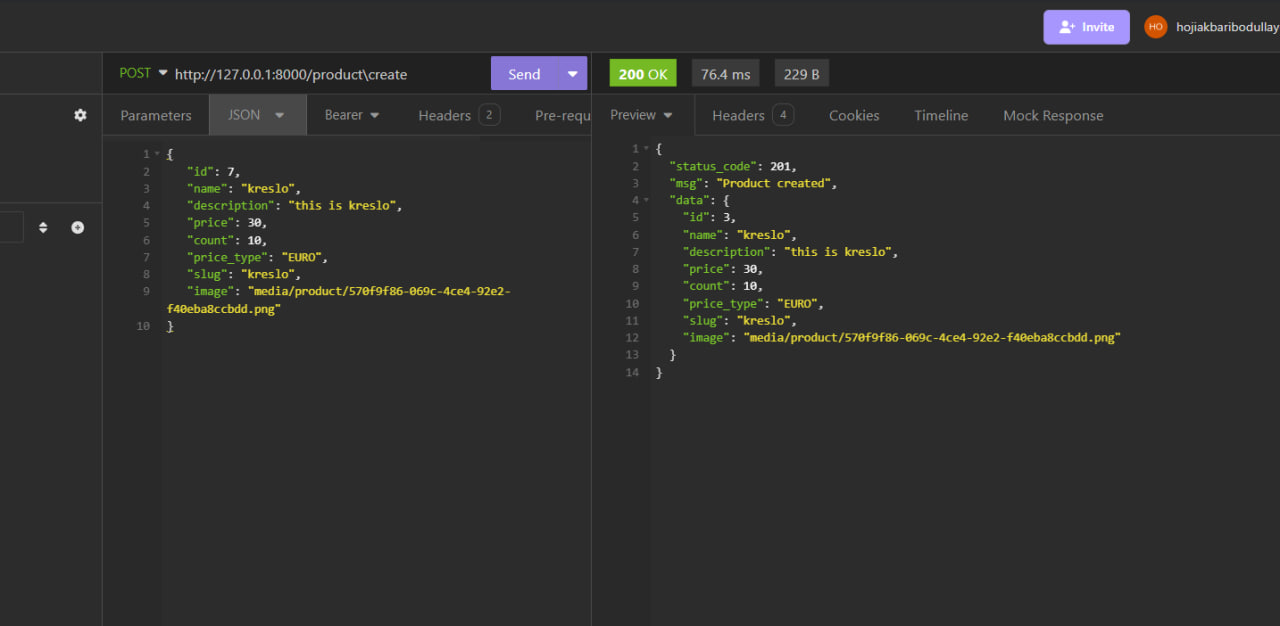 Invite
HO
hojiakbaribodullay
POST
http://127.0.0.1:8000/product\create
Send
200 OK
76.4 ms
229 B
Parameters
JSON
Bearer
Headers 2
Pre-requ
Preview
Headers 4
Cookies
Timeline
Mock Response
1 {
2 "id": 7,
3 "name": "kreslo",
4 "description": "this is kreslo",
5 "price": 30,
6 "count": 10,
7 "price_type": "EURO",
8 "slug": "kreslo",
9 "image": "media/product/570f9f86-069c-4ce4-92e2-
f40eba8ccbdd.png"
10 }
1 {
2 "status_code": 201,
3 "msg": "Product created",
4 "data": {
5 "id": 3,
6 "name": "kreslo",
7 "description": "this is kreslo",
8 "price": 30,
9 "count": 10,
10 "price_type": "EURO",
11 "slug": "kreslo",
12 "image": "media/product/570f9f86-069c-4ce4-92e2-f40eba8ccbdd.png"
13 }
14 }